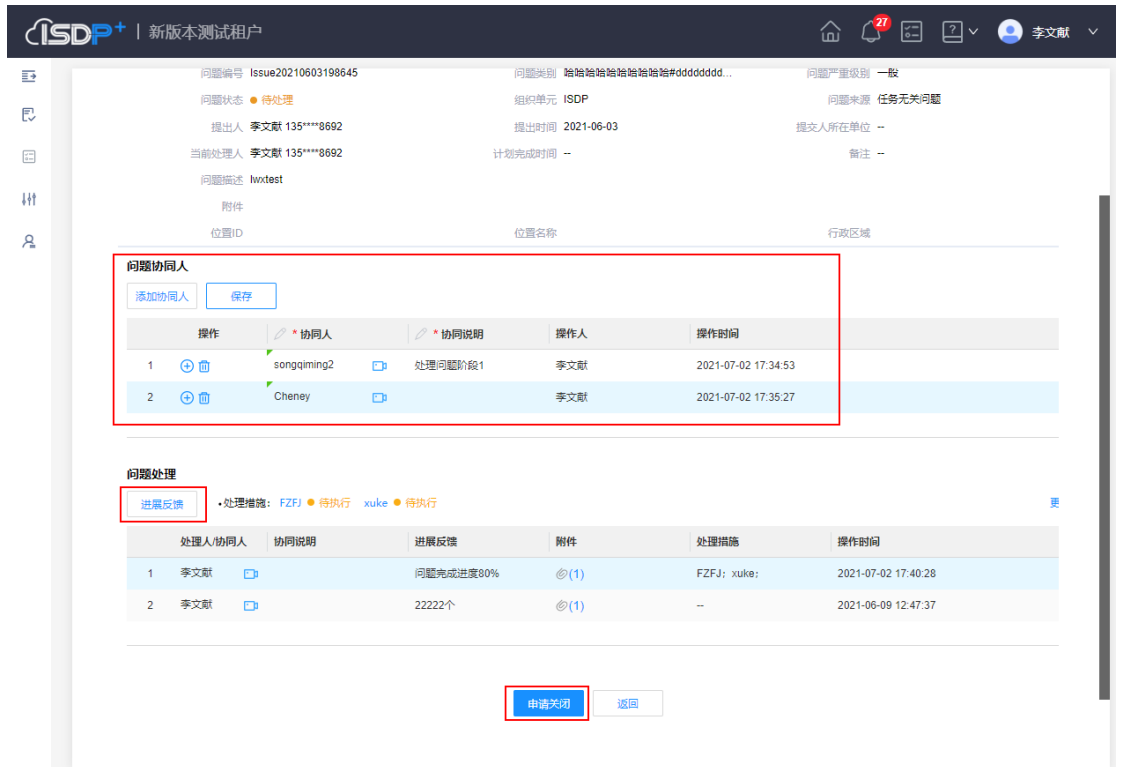 ISDP+ | 新版本测试租户 27 ? 李文献
问题编号 Issue20210603198645 问题类别 哈哈哈哈哈哈哈哈哈哈#dddddddd... 问题严重级别 一般
问题状态 待处理 组织单元 ISDP 问题来源 任务无关问题
提出人 李文献 135****8692 提出时间 2021-06-03 提交人所在单位 --
当前处理人 李文献 135****8692 计划完成时间 -- 备注 --
问题描述 lwxtest
附件
位置ID 位置名称 行政区域
问题协同人
添加协同人 保存
操作 *协同人 *协同说明 操作人 操作时间
1 songqiming2 处理问题阶段1 李文献 2021-07-02 17:34:53
2 Cheney 李文献 2021-07-02 17:35:27
问题处理
进展反馈 •处理措施： FZFJ 待执行 xuke 待执行 更
处理人/协同人 协同说明 进展反馈 附件 处理措施 操作时间
1 李文献 问题完成进度80% (1) FZFJ; xuke; 2021-07-02 17:40:28
2 李文献 22222个 (1) -- 2021-06-09 12:47:37
申请关闭 返回